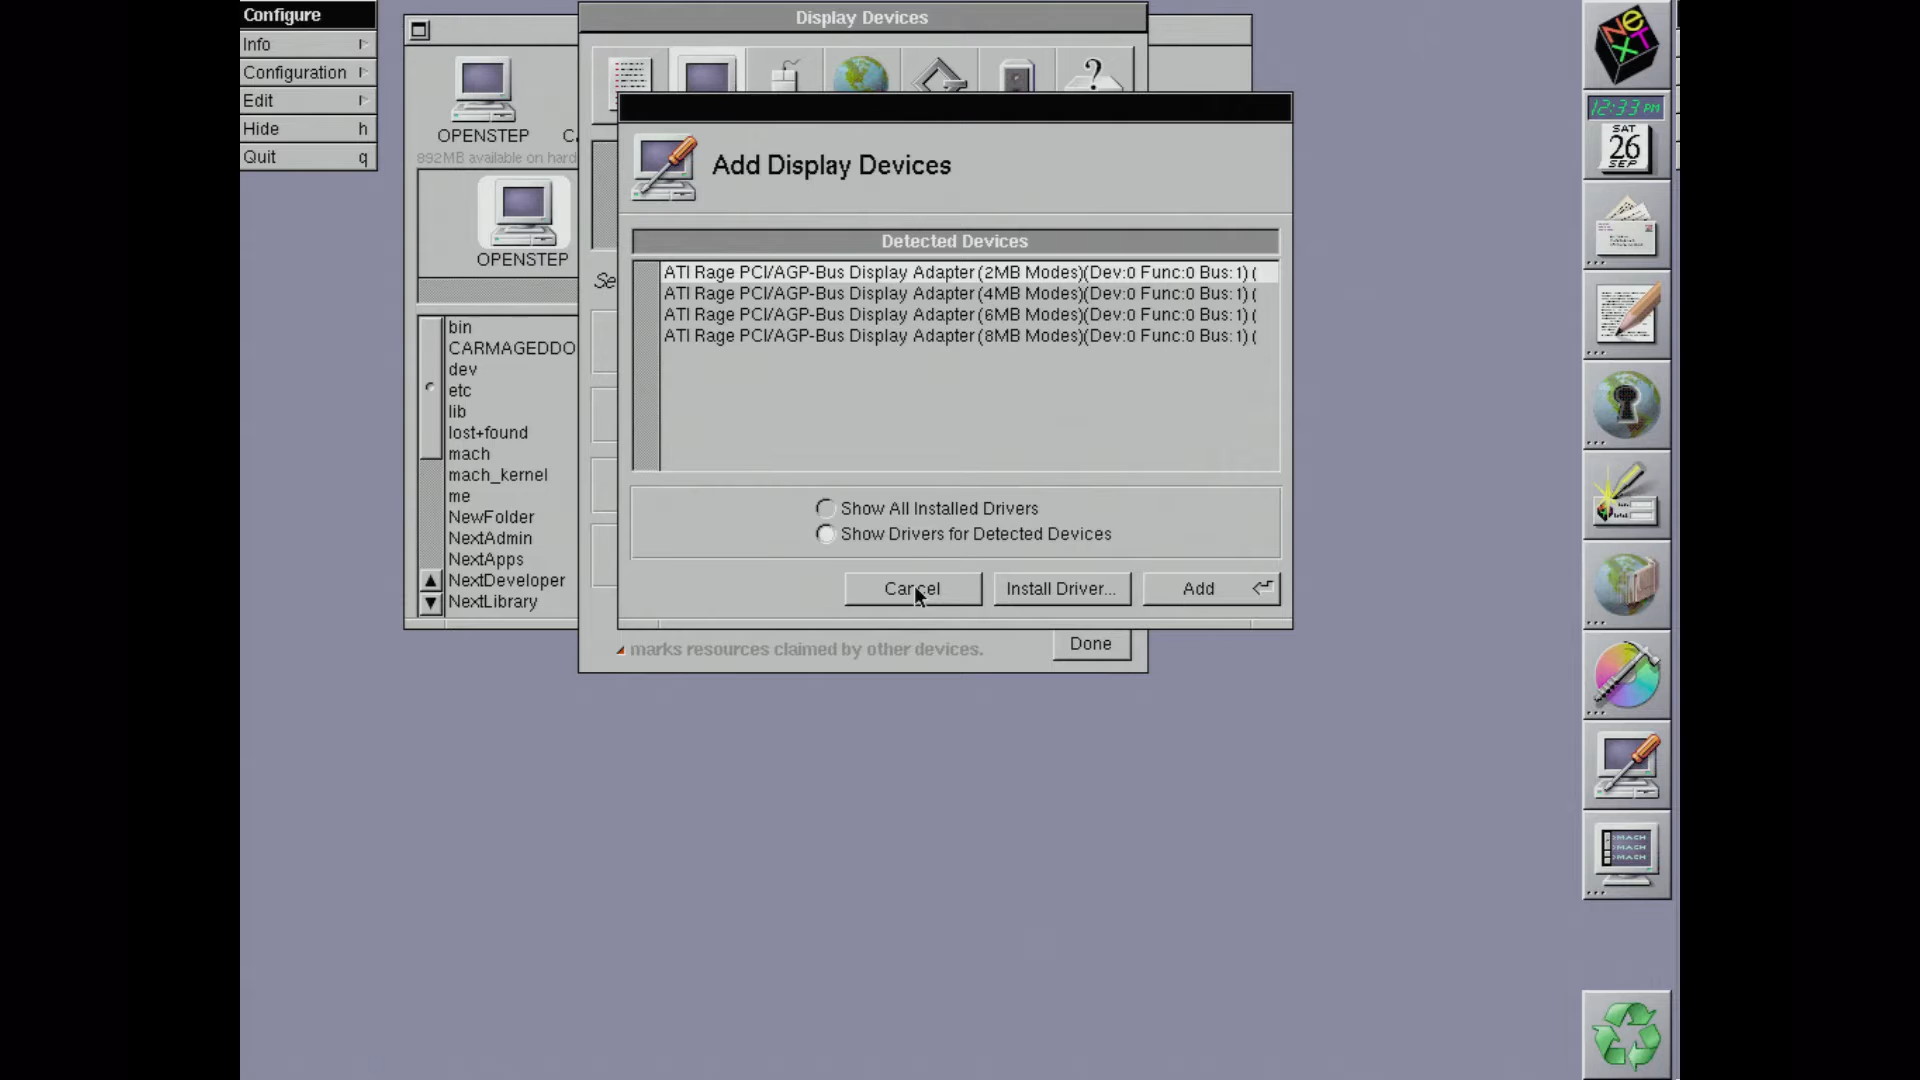 Configure
Info
Configuration
Edit
Hide h
Quit q
OPENSTEP C
892MB available on hard
OPENSTEP
bin
CARMAGEDDO
dev
etc
lib
lost+found
mach
mach_kernel
me
NewFolder
NextAdmin
NextApps
NextDeveloper
NextLibrary
Display Devices
?
Se
Add Display Devices
Detected Devices
ATI Rage PCI/AGP-Bus Display Adapter (2MB Modes)(Dev:0 Func:0 Bus:1) (
ATI Rage PCI/AGP-Bus Display Adapter (4MB Modes)(Dev:0 Func:0 Bus:1) (
ATI Rage PCI/AGP-Bus Display Adapter (6MB Modes)(Dev:0 Func:0 Bus:1) (
ATI Rage PCI/AGP-Bus Display Adapter (8MB Modes)(Dev:0 Func:0 Bus:1) (
Show All Installed Drivers
Show Drivers for Detected Devices
Cancel
Install Driver...
Add
marks resources claimed by other devices.
Done
NeXT
12:33 PM
SAT
26
SEP
MACH
MACH
MACH